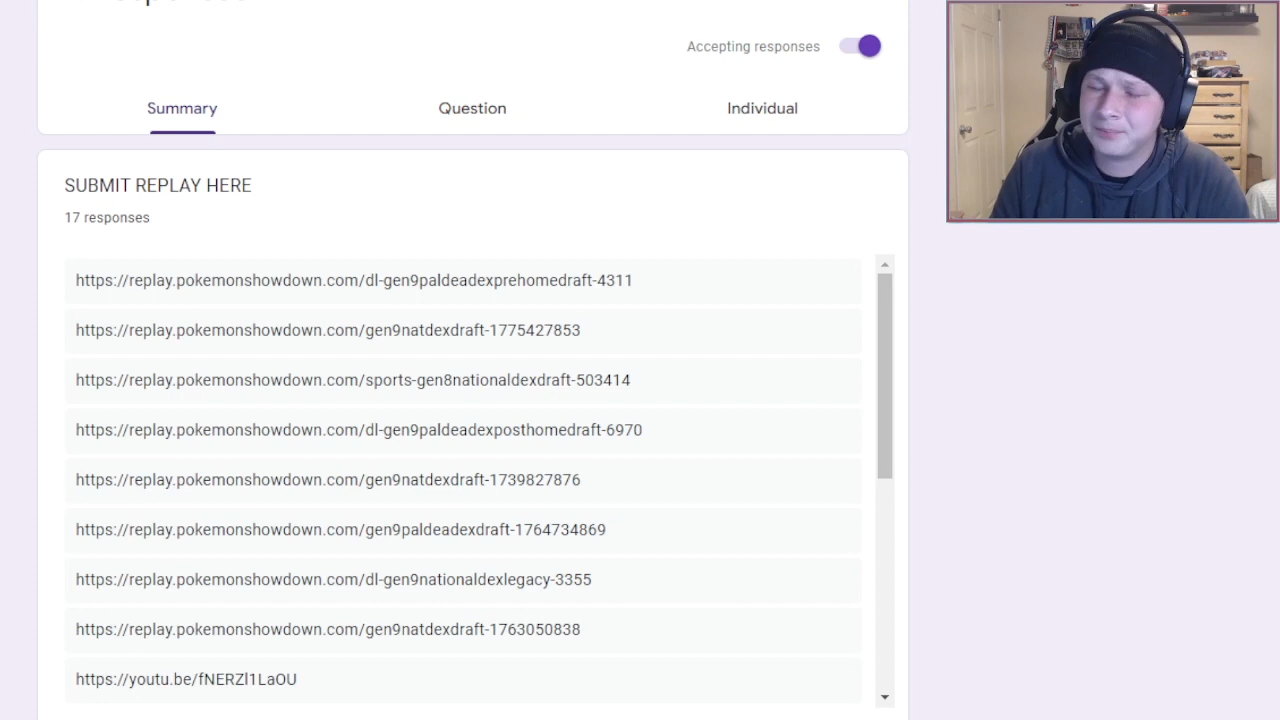 Accepting responses
Summary
Question
Individual
SUBMIT REPLAY HERE
17 responses
https://replay.pokemonshowdown.com/dl-gen9paldeadexprehomedraft-4311
https://replay.pokemonshowdown.com/gen9natdexdraft-1775427853
https://replay.pokemonshowdown.com/sports-gen8nationaldexdraft-503414
https://replay.pokemonshowdown.com/dl-gen9paldeadexposthomedraft-6970
https://replay.pokemonshowdown.com/gen9natdexdraft-1739827876
https://replay.pokemonshowdown.com/gen9paldeadexdraft-1764734869
https://replay.pokemonshowdown.com/dl-gen9nationaldexlegacy-3355
https://replay.pokemonshowdown.com/gen9natdexdraft-1763050838
https://youtu.be/fNERZl1LaOU